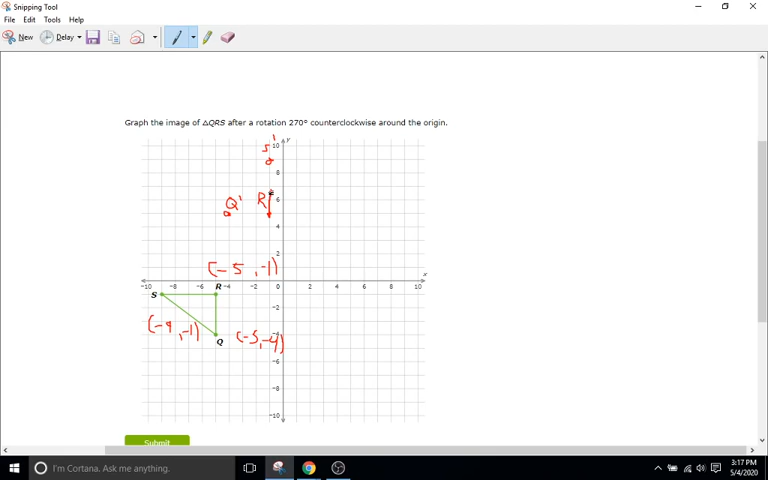 Snipping Tool
File Edit Tools Help
New Delay
Graph the image of △QRS after a rotation 270° counterclockwise around the origin.
S'
10 y
8
Q' R' 6
4
2
(-5, -1)
x
-10 -8 -6 -4 -2 0 2 4 6 8 10
S R
-2
(-9, -1)
-4
Q (-5, -4)
-6
-8
-10
Submit
I'm Cortana. Ask me anything.
3:17 PM
5/4/2020